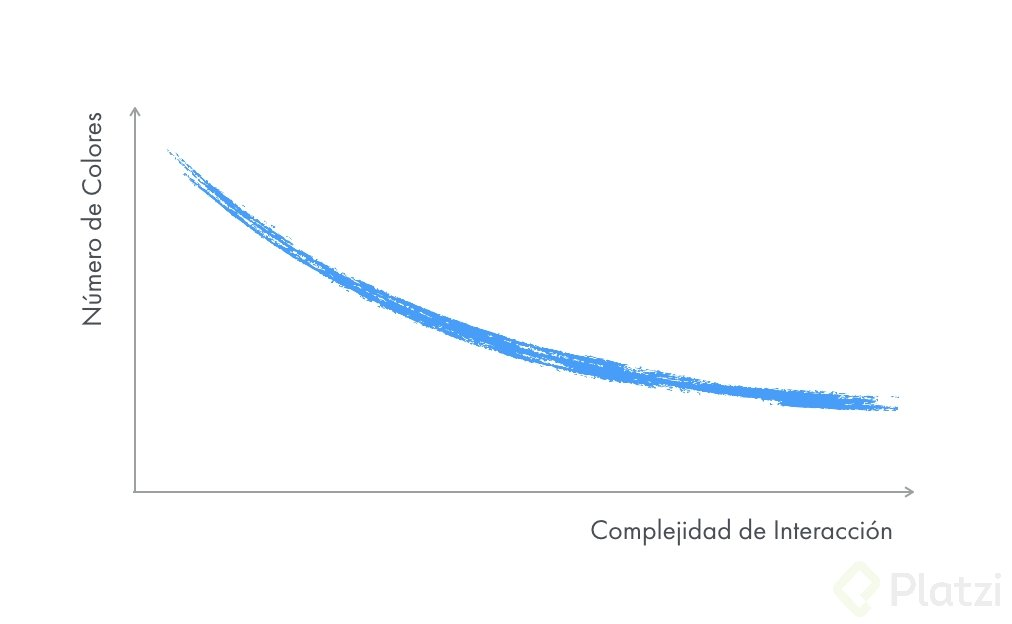 Número de Colores
Complejidad de Interacción
Platzi